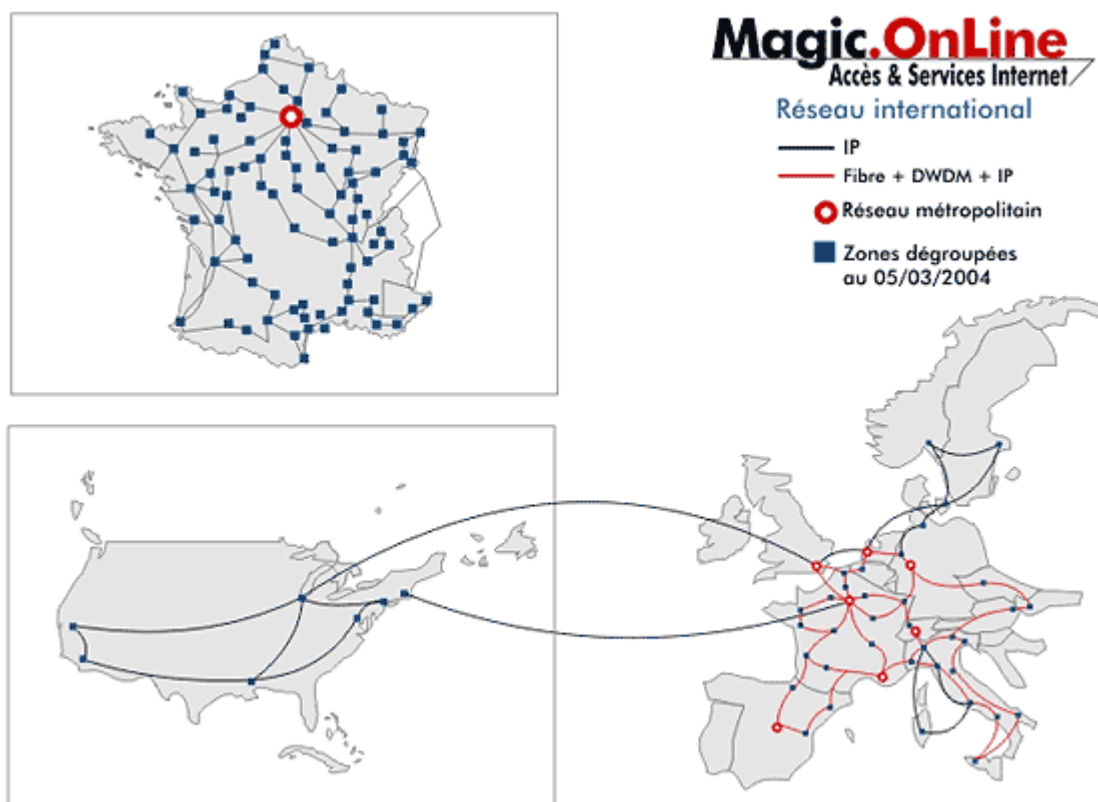 Magic.OnLine
Accès & Services Internet
Réseau international
IP
Fibre + DWDM + IP
Réseau métropolitain
Zones dégroupées
au 05/03/2004